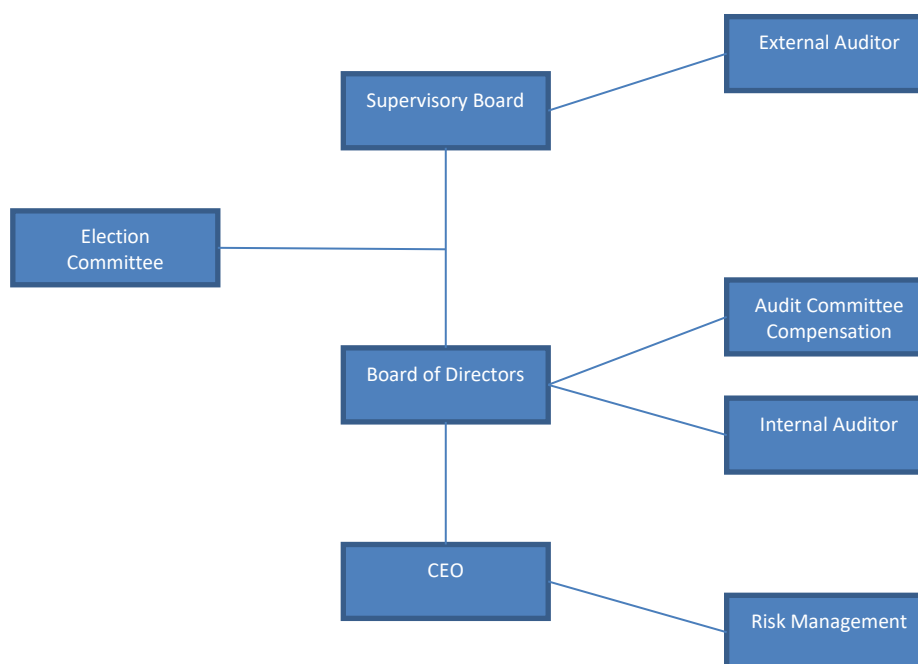 External Auditor
Supervisory Board
Election
Committee
Audit Committee
Compensation
Board of Directors
Internal Auditor
CEO
Risk Management